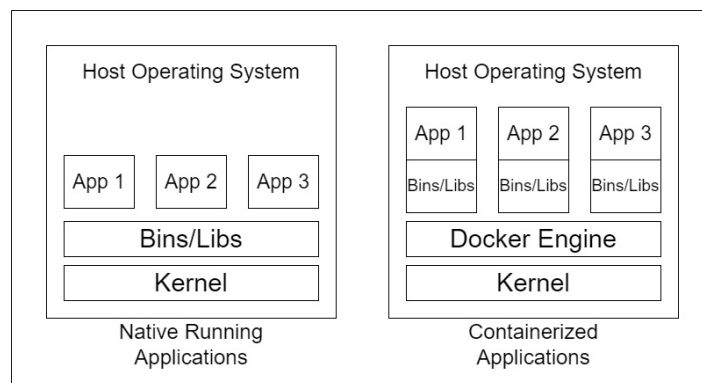 Host Operating System
App 1
App 2
App 3
Bins/Libs
Kernel
Native Running
Applications
Host Operating System
App 1
App 2
App 3
Bins/Libs
Bins/Libs
Bins/Libs
Docker Engine
Kernel
Containerized
Applications